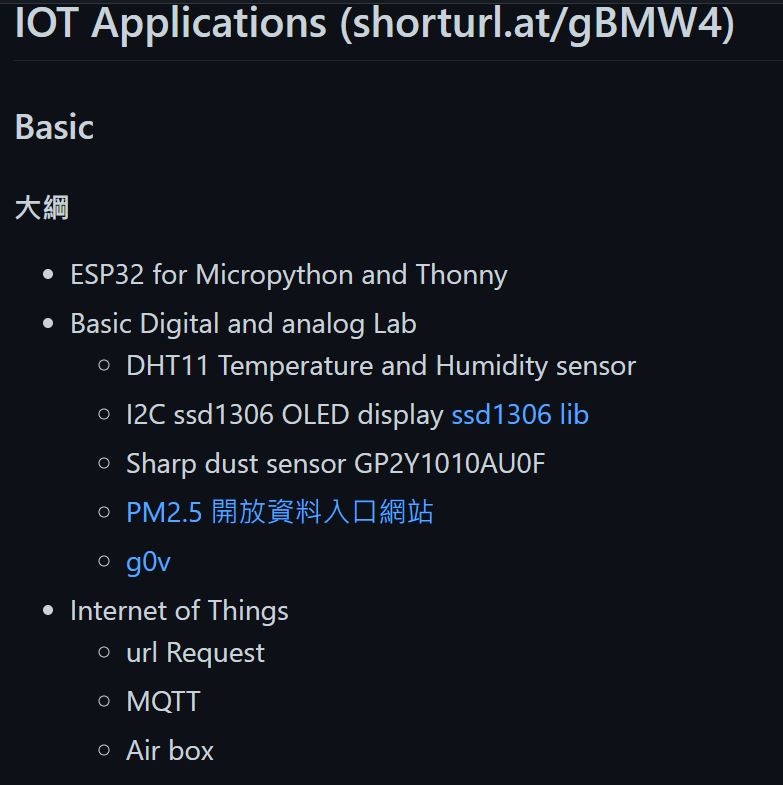 IOT Applications (shorturl.at/gBMW4)
Basic
大綱
ESP32 for Micropython and Thonny
Basic Digital and analog Lab
DHT11 Temperature and Humidity sensor
I2C ssd1306 OLED display ssd1306 lib
Sharp dust sensor GP2Y1010AU0F
PM2.5 開放資料入口網站
g0v
Internet of Things
url Request
MQTT
Air box